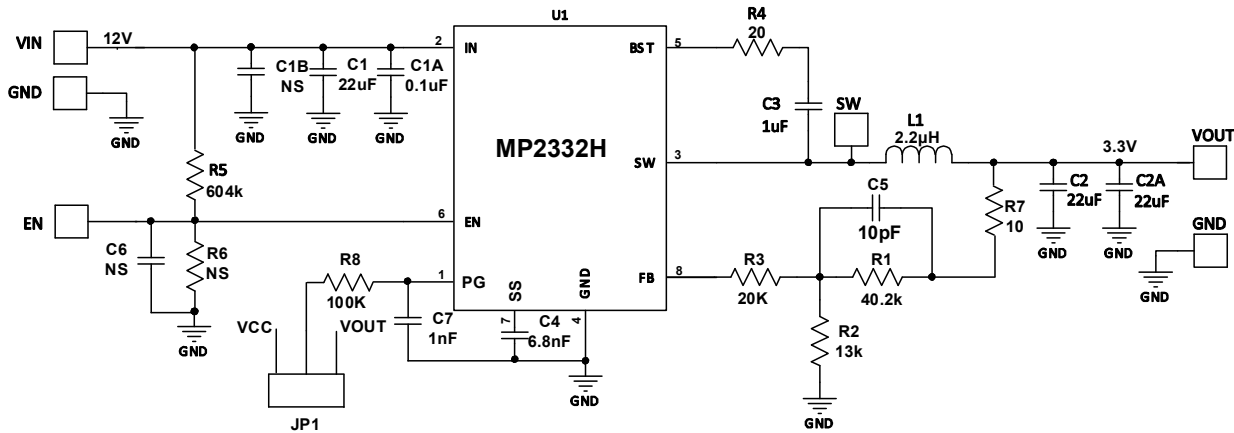 U1
VIN
12V
2
IN
BST
5
R4
20
C1B
NS
C1
22uF
C1A
0.1uF
GND
GND
GND
GND
GND
C3
1uF
SW
L1
2.2µH
MP2332H
SW
3
3.3V
VOUT
R5
604k
C2
22uF
C2A
22uF
GND
GND
GND
GND
R7
10
C5
10pF
EN
6
EN
C6
NS
R6
NS
GND
R8
100K
1
PG
FB
8
R3
20K
R1
40.2k
SS
GND
7
4
C7
1nF
C4
6.8nF
GND
R2
13k
GND
VCC
VOUT
JP1